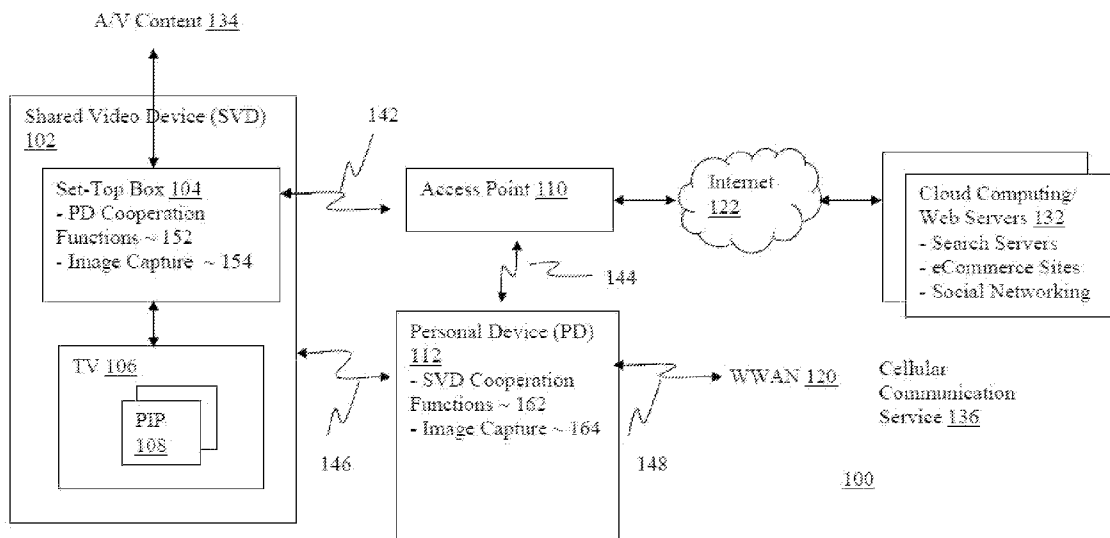 A/V Content 134
Shared Video Device (SVD)
102
Set-Top Box 104
- PD Cooperation
Functions ~ 152
- Image Capture ~ 154
TV 106
PIP
108
142
Access Point 110
Internet
122
Cloud Computing/
Web Servers 132
- Search Servers
- eCommerce Sites
- Social Networking
144
Personal Device (PD)
112
- SVD Cooperation
Functions ~ 162
- Image Capture ~ 164
146
148
WWAN 120
Cellular
Communication
Service 136
100